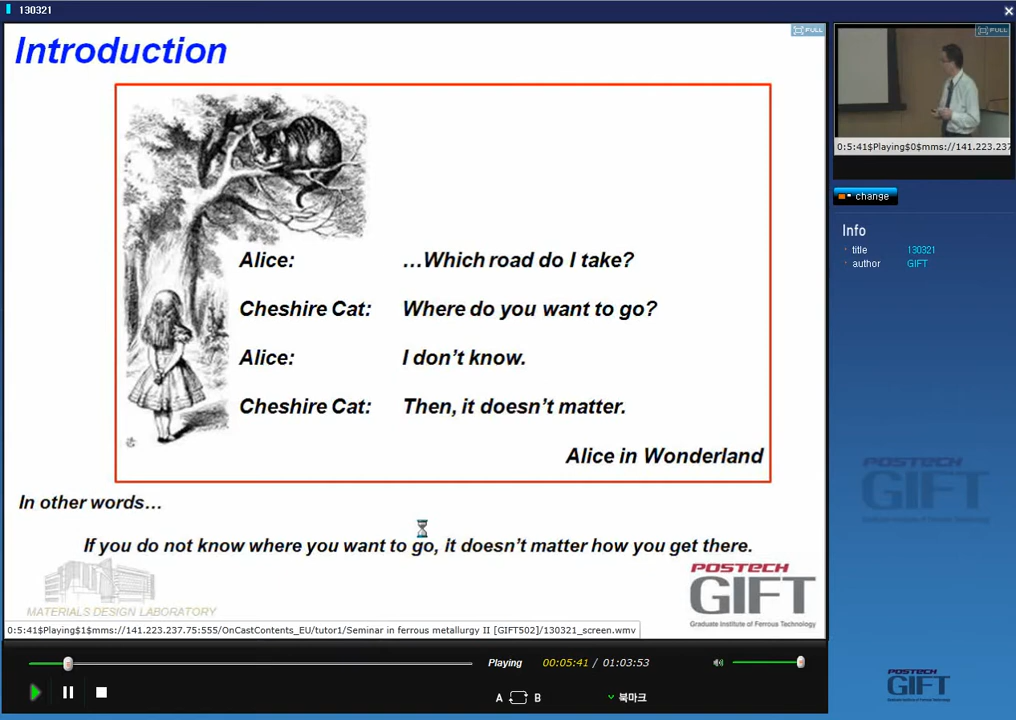 130321
Introduction
FULL
FULL
Alice: …Which road do I take?
Cheshire Cat: Where do you want to go?
Alice: I don't know.
Cheshire Cat: Then, it doesn't matter.
Alice in Wonderland
In other words…
If you do not know where you want to go, it doesn't matter how you get there.
MATERIALS DESIGN LABORATORY
POSTECH
GIFT
Graduate Institute of Ferrous Technology
0:5:41$Playing$1$mms://141.223.237.75:555/OnCastContents_EU/tutor1/Seminar in ferrous metallurgy II [GIFT502]/130321_screen.wmv
0:5:41$Playing$0$mms://141.223.237
change
Info
title 130321
author GIFT
POSTECH
GIFT
Playing 00:05:41 / 01:03:53
A B 북마크
POSTECH
GIFT